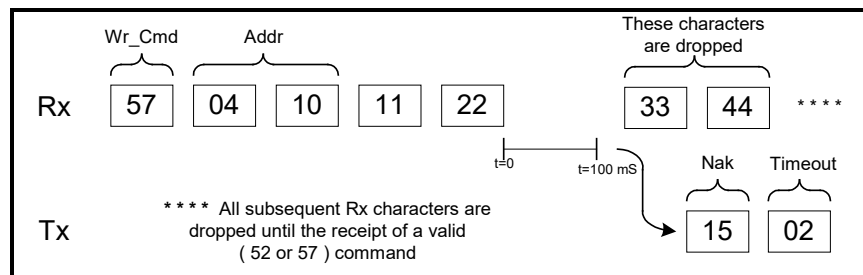 Wr_Cmd Addr These characters
are dropped
Rx 57 04 10 11 22 33 44 * * * *
t=0 t=100 mS
Nak Timeout
* * * * All subsequent Rx characters are
dropped until the receipt of a valid
( 52 or 57 ) command
Tx 15 02